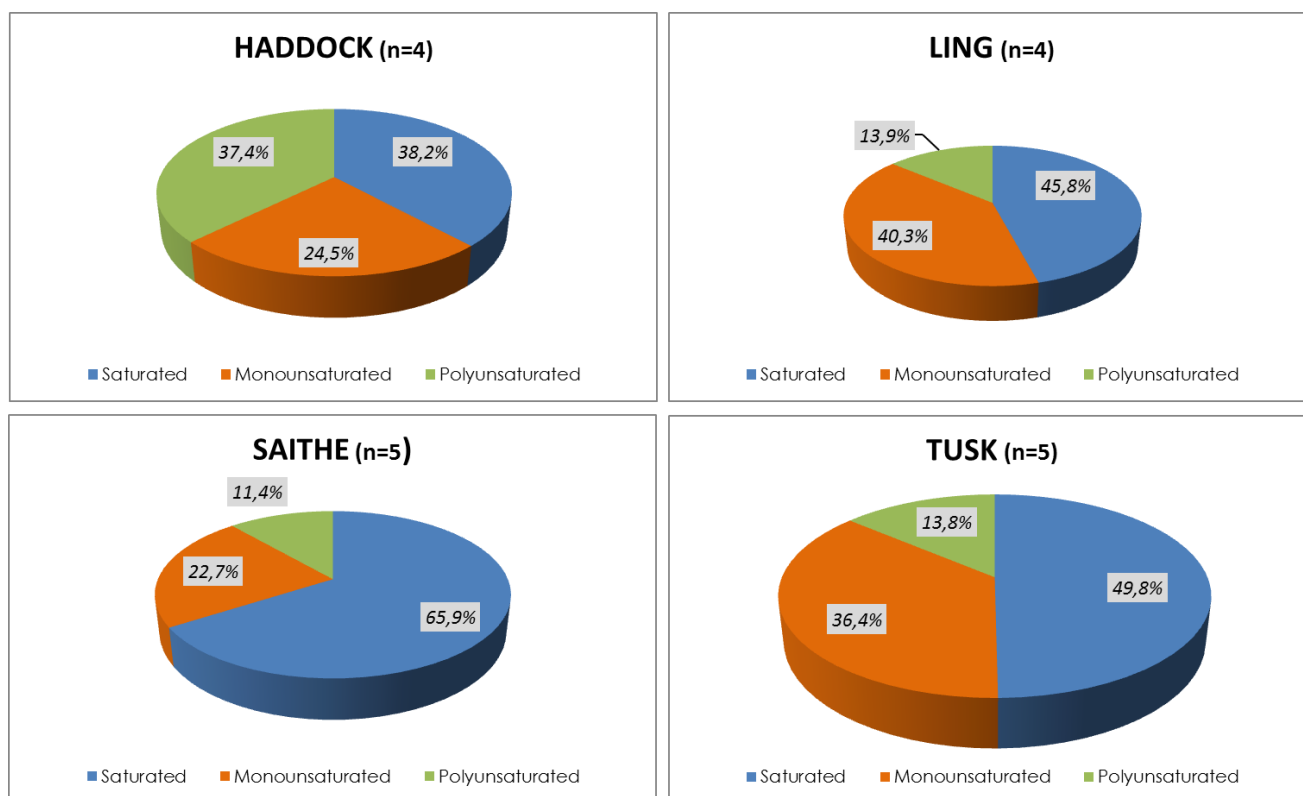 HADDOCK (n=4)
37,4%
38,2%
24,5%
Saturated Monounsaturated Polyunsaturated
LING (n=4)
13,9%
45,8%
40,3%
Saturated Monounsaturated Polyunsaturated
SAITHE (n=5)
11,4%
22,7%
65,9%
Saturated Monounsaturated Polyunsaturated
TUSK (n=5)
13,8%
49,8%
36,4%
Saturated Monounsaturated Polyunsaturated